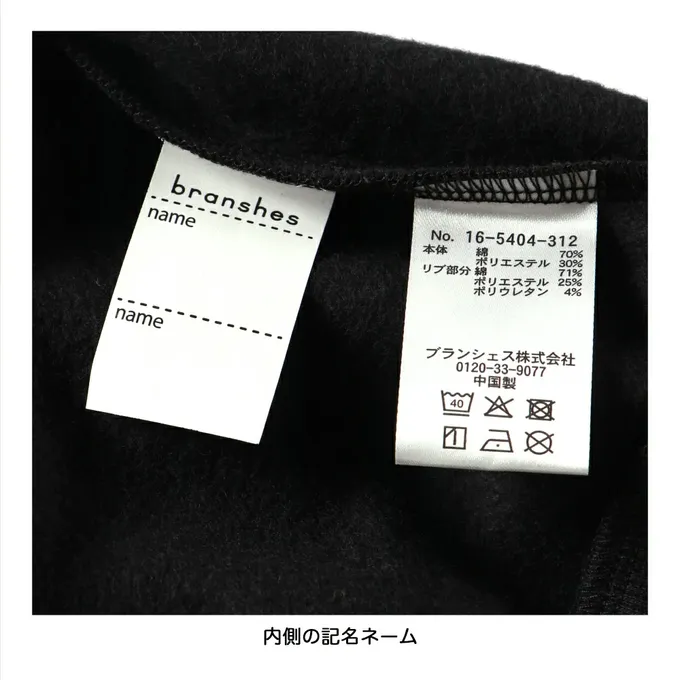 branshes
name
name
No. 16-5404-312
本体 綿 70%
ポリエステル 30%
リブ部分 綿 71%
ポリエステル 25%
ポリウレタン 4%
ブランシェス株式会社
0120-33-9077
中国製
40
内側の記名ネーム